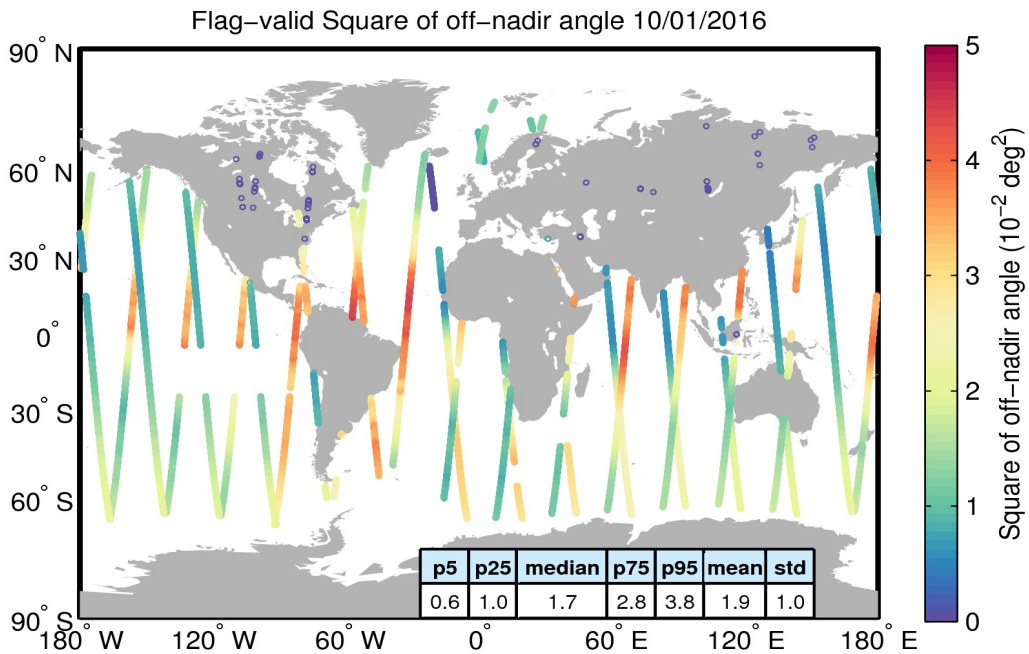 Flag−valid Square of off−nadir angle 10/01/2016
90° N
60° N
30° N
0°
30° S
60° S
90° S
180° W
120° W
60° W
0°
60° E
120° E
180° E
p5 p25 median p75 p95 mean std
0.6 1.0 1.7 2.8 3.8 1.9 1.0
5
4
3
2
1
0
Square of off−nadir angle (10⁻² deg²)